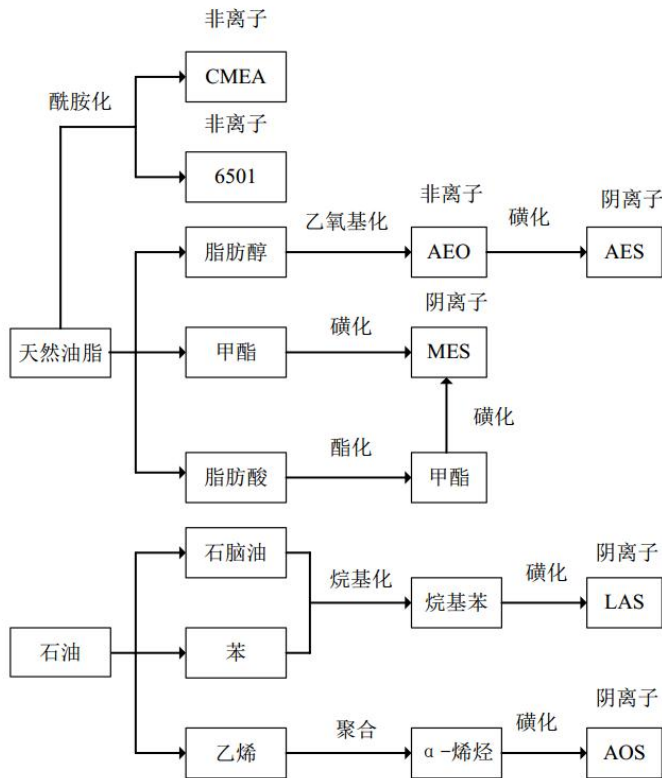 非离子
CMEA
酰胺化
非离子
6501
脂肪醇
乙氧基化
非离子
AEO
磺化
阴离子
AES
天然油脂
甲酯
磺化
阴离子
MES
磺化
脂肪酸
酯化
甲酯
石脑油
烷基化
烷基苯
磺化
阴离子
LAS
石油
苯
乙烯
聚合
α-烯烃
磺化
阴离子
AOS